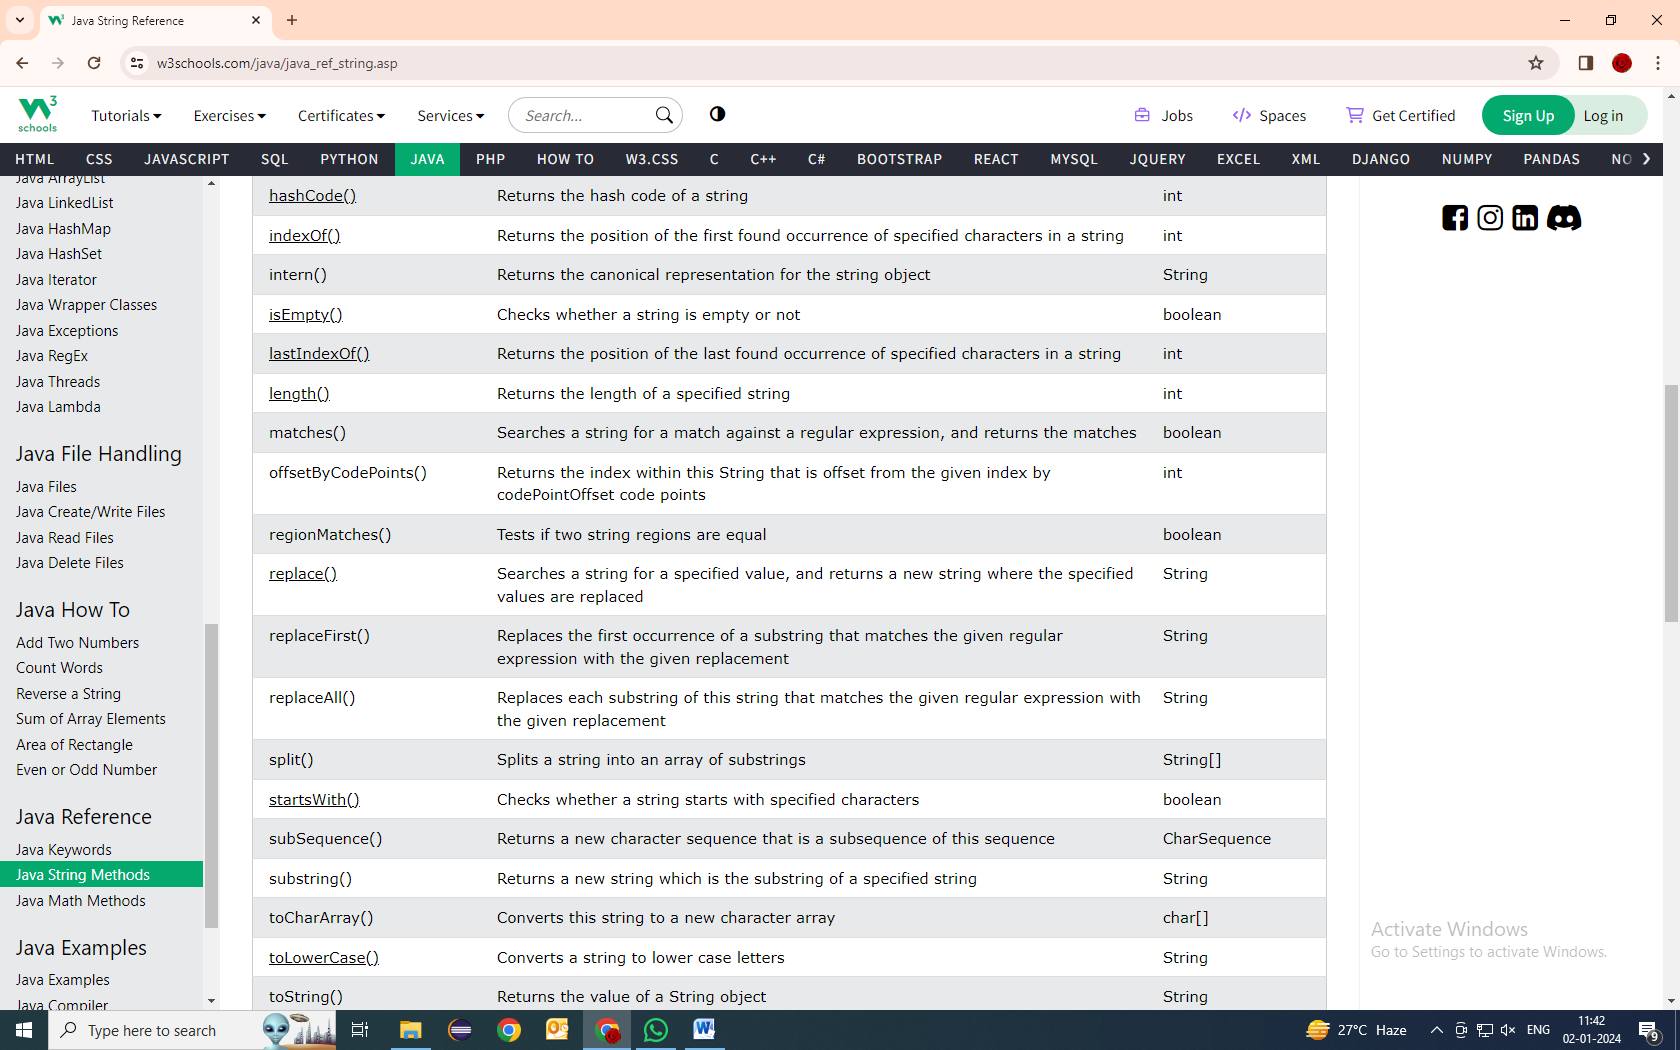 Java String Reference
w3schools.com/java/java_ref_string.asp
W3 schools
Tutorials
Exercises
Certificates
Services
Search...
Jobs
Spaces
Get Certified
Sign Up
Log in
HTML CSS JAVASCRIPT SQL PYTHON JAVA PHP HOW TO W3.CSS C C++ C# BOOTSTRAP REACT MYSQL JQUERY EXCEL XML DJANGO NUMPY PANDAS NO
Java ArrayList
Java LinkedList
Java HashMap
Java HashSet
Java Iterator
Java Wrapper Classes
Java Exceptions
Java RegEx
Java Threads
Java Lambda
Java File Handling
Java Files
Java Create/Write Files
Java Read Files
Java Delete Files
Java How To
Add Two Numbers
Count Words
Reverse a String
Sum of Array Elements
Area of Rectangle
Even or Odd Number
Java Reference
Java Keywords
Java String Methods
Java Math Methods
Java Examples
Java Examples
Java Compiler
hashCode() Returns the hash code of a string int
indexOf() Returns the position of the first found occurrence of specified characters in a string int
intern() Returns the canonical representation for the string object String
isEmpty() Checks whether a string is empty or not boolean
lastIndexOf() Returns the position of the last found occurrence of specified characters in a string int
length() Returns the length of a specified string int
matches() Searches a string for a match against a regular expression, and returns the matches boolean
offsetByCodePoints() Returns the index within this String that is offset from the given index by int
codePointOffset code points
regionMatches() Tests if two string regions are equal boolean
replace() Searches a string for a specified value, and returns a new string where the specified String
values are replaced
replaceFirst() Replaces the first occurrence of a substring that matches the given regular String
expression with the given replacement
replaceAll() Replaces each substring of this string that matches the given regular expression with String
the given replacement
split() Splits a string into an array of substrings String[]
startsWith() Checks whether a string starts with specified characters boolean
subSequence() Returns a new character sequence that is a subsequence of this sequence CharSequence
substring() Returns a new string which is the substring of a specified string String
toCharArray() Converts this string to a new character array char[]
toLowerCase() Converts a string to lower case letters String
toString() Returns the value of a String object String
Activate Windows
Go to Settings to activate Windows.
Type here to search
27°C Haze
ENG
11:42
02-01-2024
9